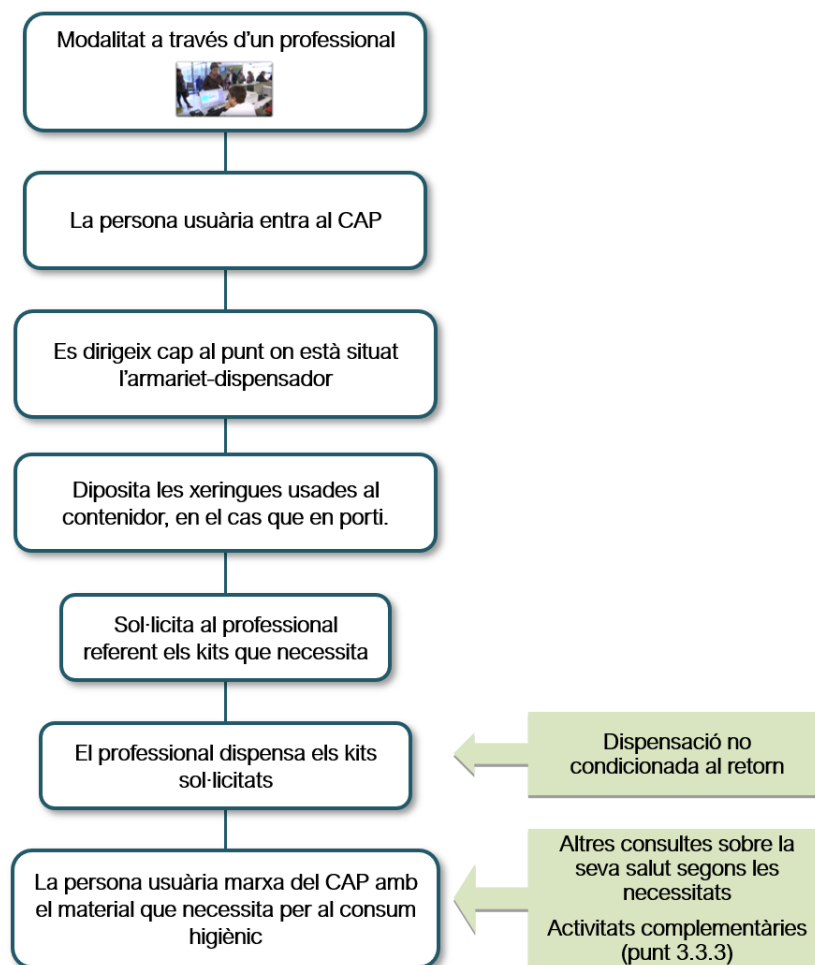 Modalitat a través d’un professional
La persona usuària entra al CAP
Es dirigeix cap al punt on està situat
l’armariet-dispensador
Diposita les xeringues usades al
contenidor, en el cas que en porti.
Sol·licita al professional
referent els kits que necessita
El professional dispensa els kits
sol·licitats
Dispensació no
condicionada al retorn
La persona usuària marxa del CAP amb
el material que necessita per al consum
higiènic
Altres consultes sobre la
seva salut segons les
necessitats
Activitats complementàries
(punt 3.3.3)